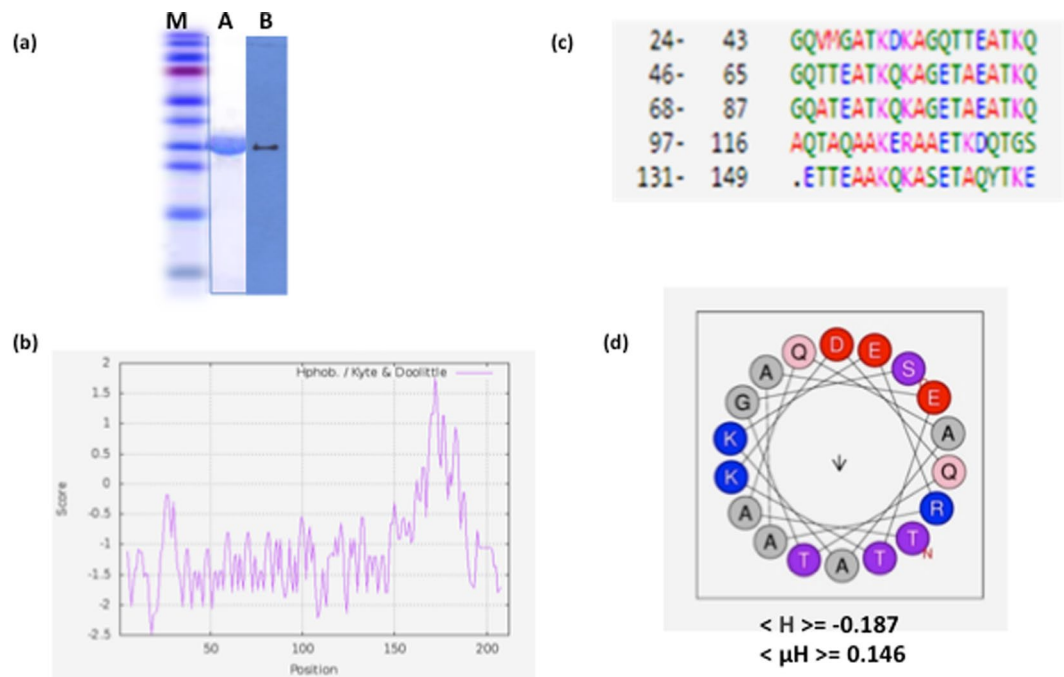 (a)
M A B
(b)
Hphob. / Kyte & Doolittle
Score
2
1.5
1
0.5
0
-0.5
-1
-1.5
-2
-2.5
50 100 150 200
Position
(c)
24- 43 GQVMGATKDKAGQTTEATKQ
46- 65 GQTTEATKQKAGETAEATKQ
68- 87 GQATEATKQKAGETAEATKQ
97- 116 AQTAQAAKERAAETKDQTGS
131- 149 .ETTEAAKQKASETAQYTKE
(d)
Q D E
A S
G E
K A
K Q
A R
A T N
T A T
< H >= -0.187
< µH >= 0.146